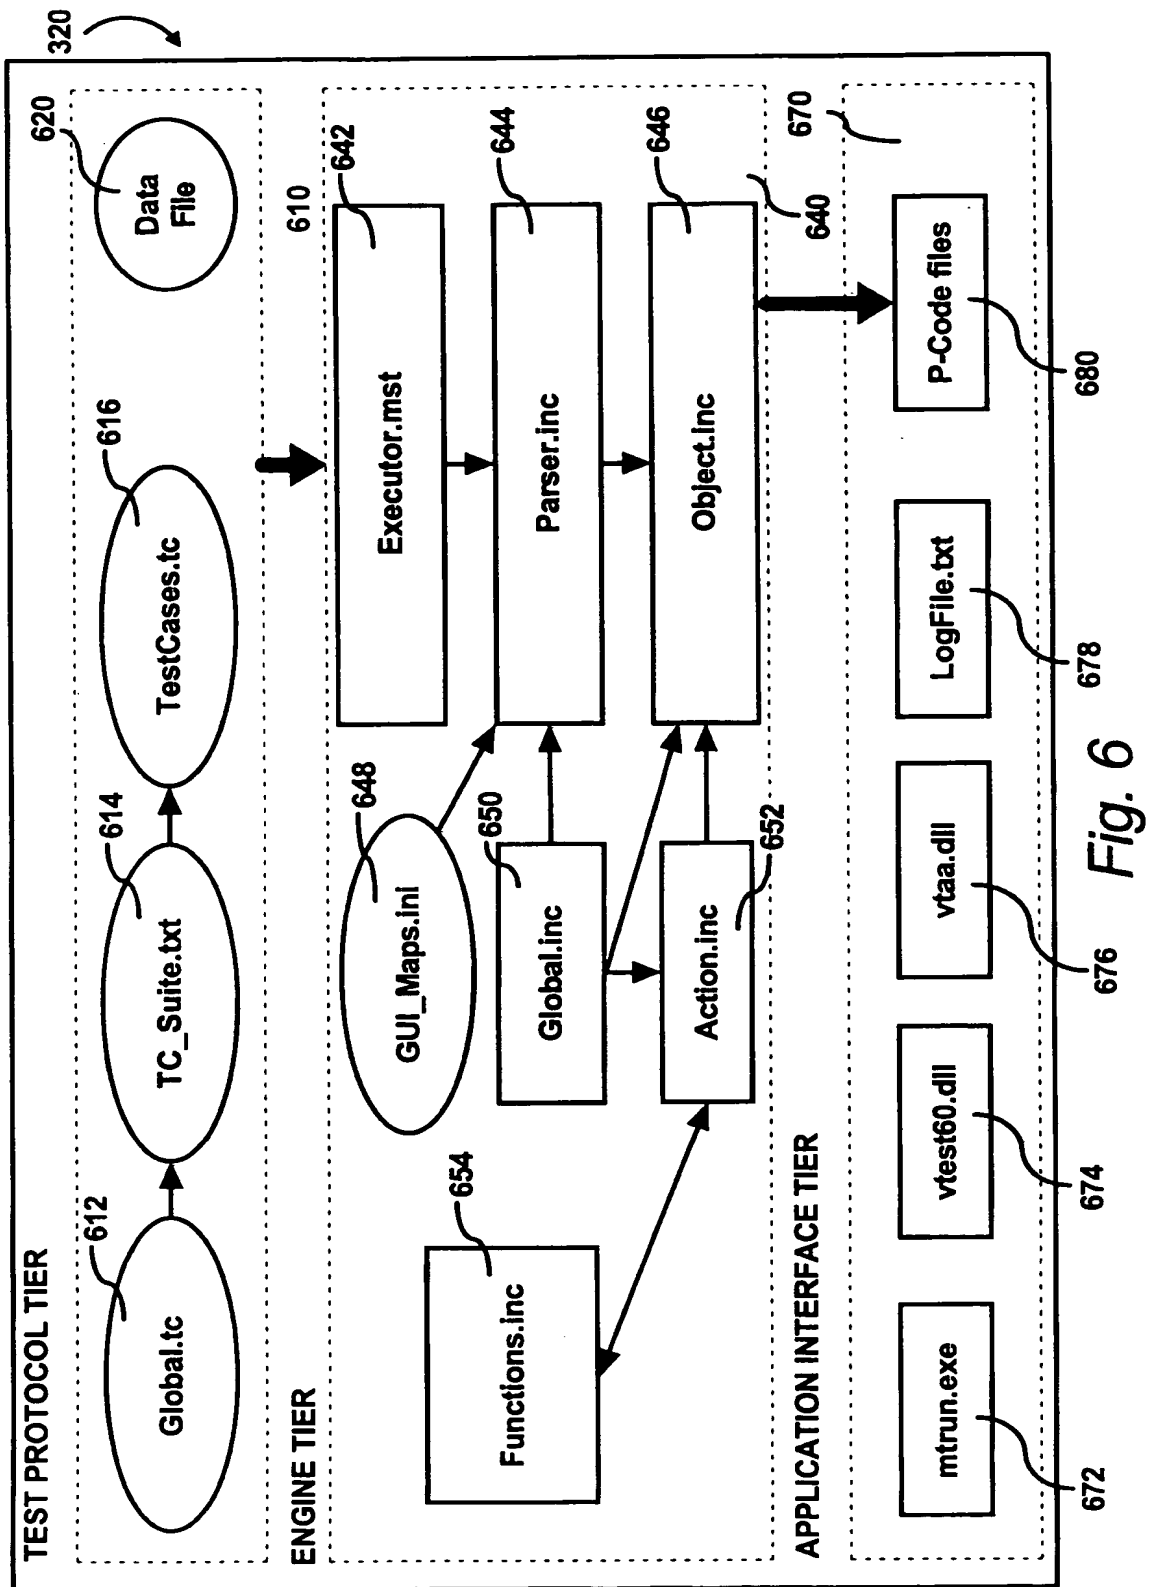 320
TEST PROTOCOL TIER
612
614
616
620
Global.tc
TC_Suite.txt
TestCases.tc
Data
File
ENGINE TIER
610
642
Executor.mst
648
GUI_Maps.ini
654
650
644
Functions.inc
Global.inc
Parser.inc
652
646
Action.inc
Object.inc
640
APPLICATION INTERFACE TIER
670
mtrun.exe
vtest60.dll
vtaa.dll
LogFile.txt
P-Code files
672
674
676
678
680
Fig. 6